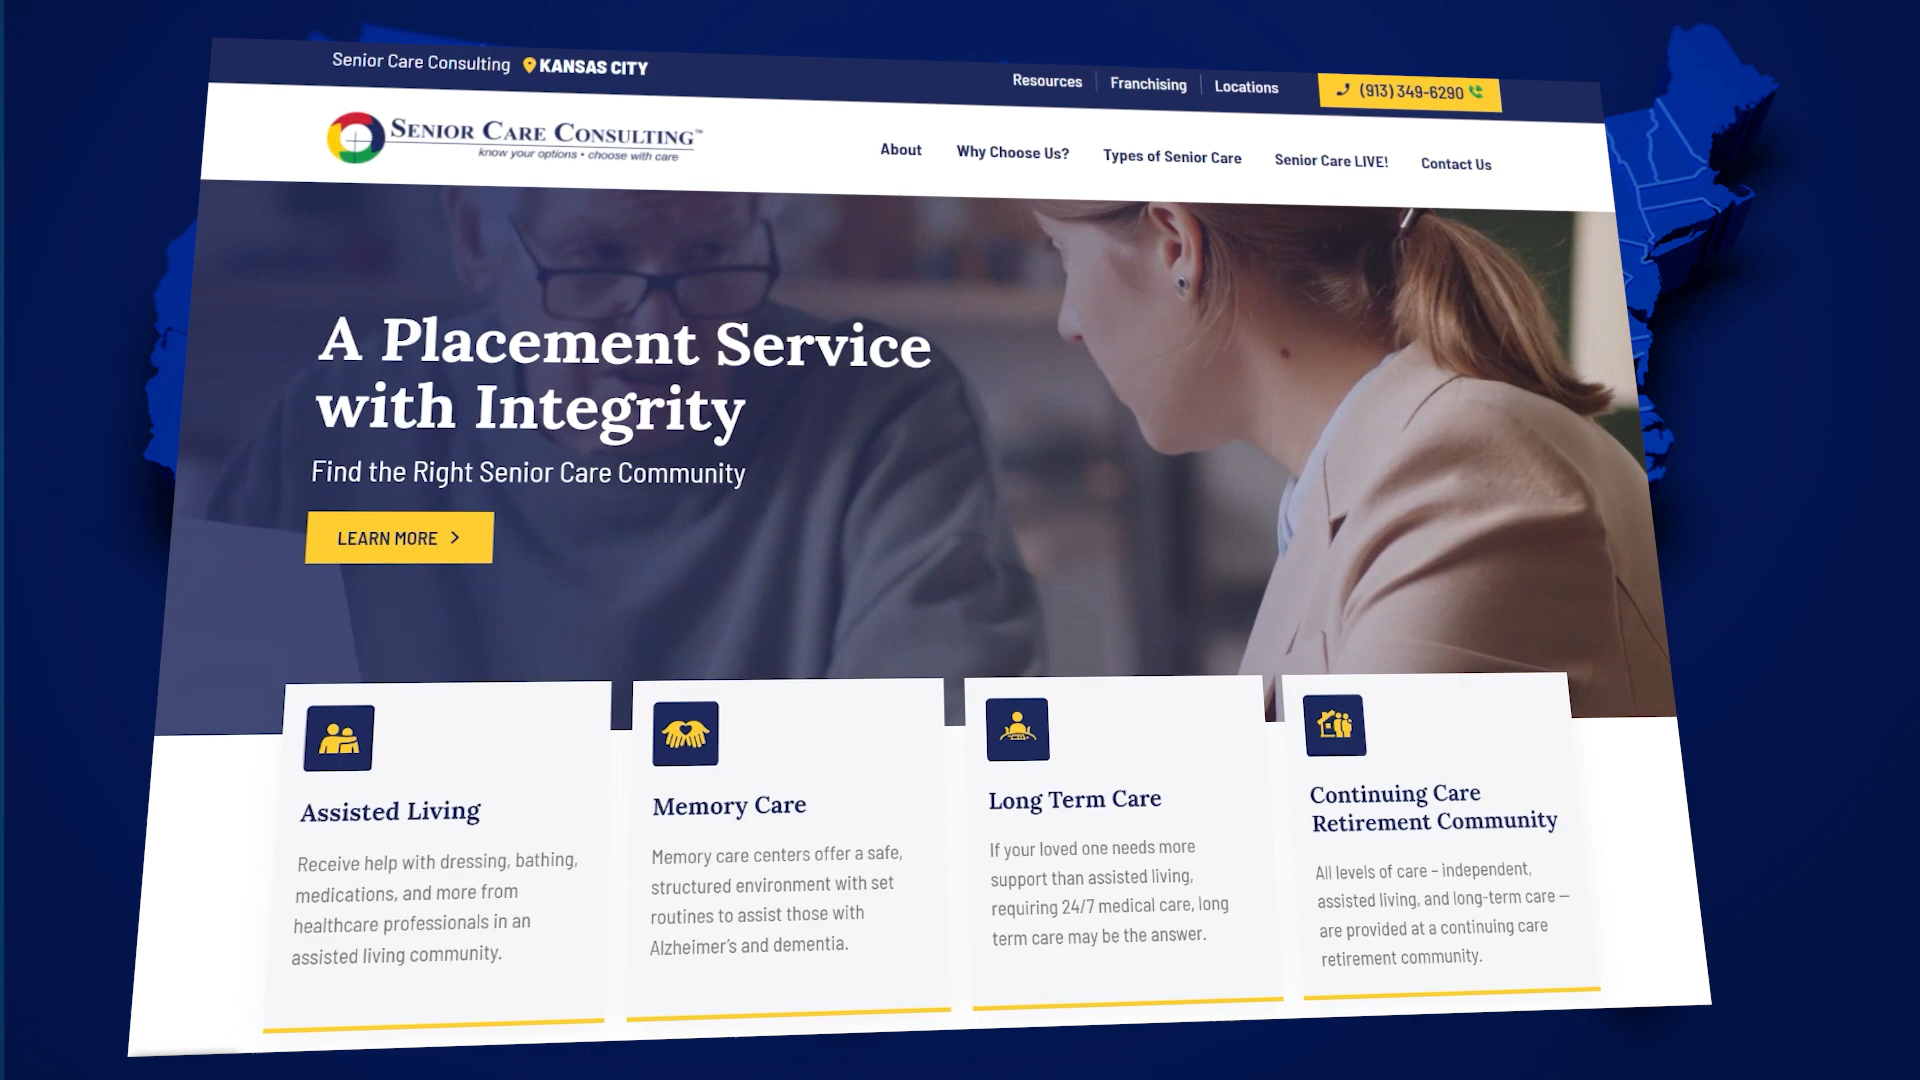 Senior Care Consulting KANSAS CITY
Resources Franchising Locations (913) 349-6290
SENIOR CARE CONSULTING™
know your options • choose with care
About Why Choose Us? Types of Senior Care Senior Care LIVE! Contact Us
A Placement Service
with Integrity
Find the Right Senior Care Community
LEARN MORE
Assisted Living
Receive help with dressing, bathing,
medications, and more from
healthcare professionals in an
assisted living community.
Memory Care
Memory care centers offer a safe,
structured environment with set
routines to assist those with
Alzheimer's and dementia.
Long Term Care
If your loved one needs more
support than assisted living,
requiring 24/7 medical care, long
term care may be the answer.
Continuing Care
Retirement Community
All levels of care – independent,
assisted living, and long-term care —
are provided at a continuing care
retirement community.